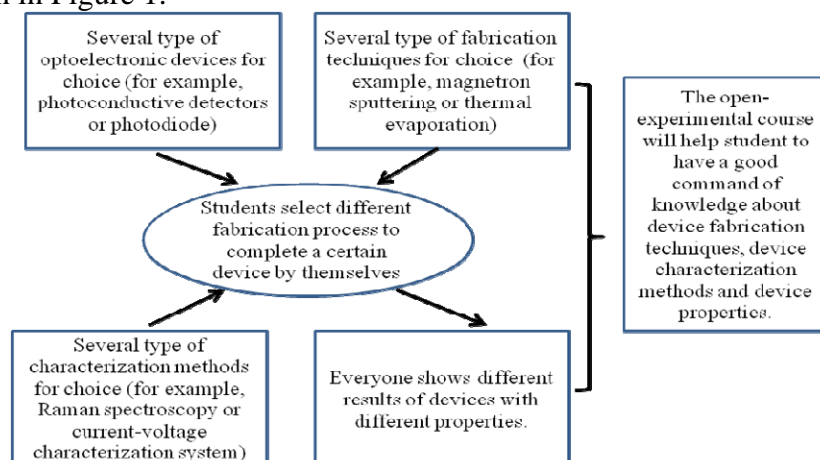 in Figure 1.
Several type of
optoelectronic devices for
choice (for example,
photoconductive detectors
or photodiode)
Several type of fabrication
techniques for choice (for
example, magnetron
sputtering or thermal
evaporation)
Students select different
fabrication process to
complete a certain
device by themselves
Several type of
characterization methods
for choice (for example,
Raman spectroscopy or
current-voltage
characterization system)
Everyone shows different
results of devices with
different properties.
The open-
experimental course
will help student to
have a good
command of
knowledge about
device fabrication
techniques, device
characterization
methods and device
properties.